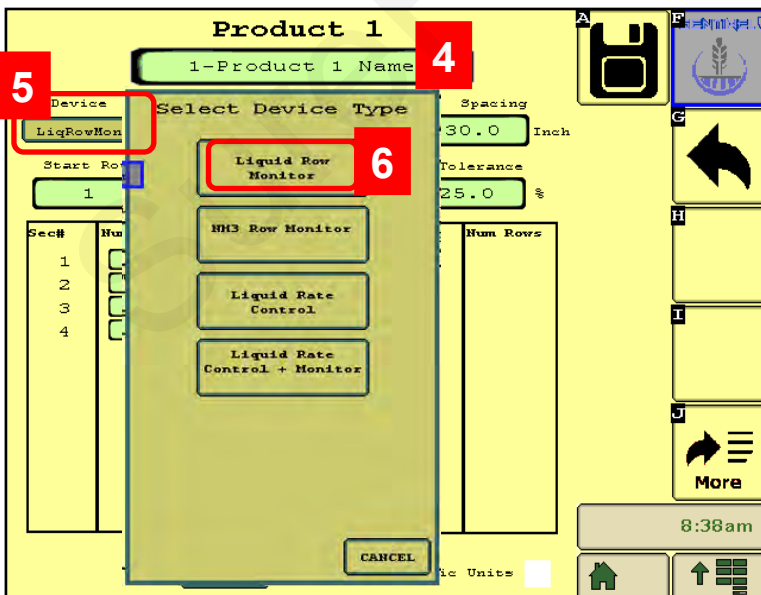 Product 1
4
1-Product 1 Name
5
Device
LiqRowMon
Spacing
30.0 Inch
Start Ro
1
Tolerance
25.0 %
Select Device Type
Liquid Row
Monitor
6
NH3 Row Monitor
Liquid Rate
Control
Liquid Rate
Control + Monitor
CANCEL
Sec#
Nu
Num Rows
1
2
3
4
ic Units
A
F
G
H
I
J
More
8:38am